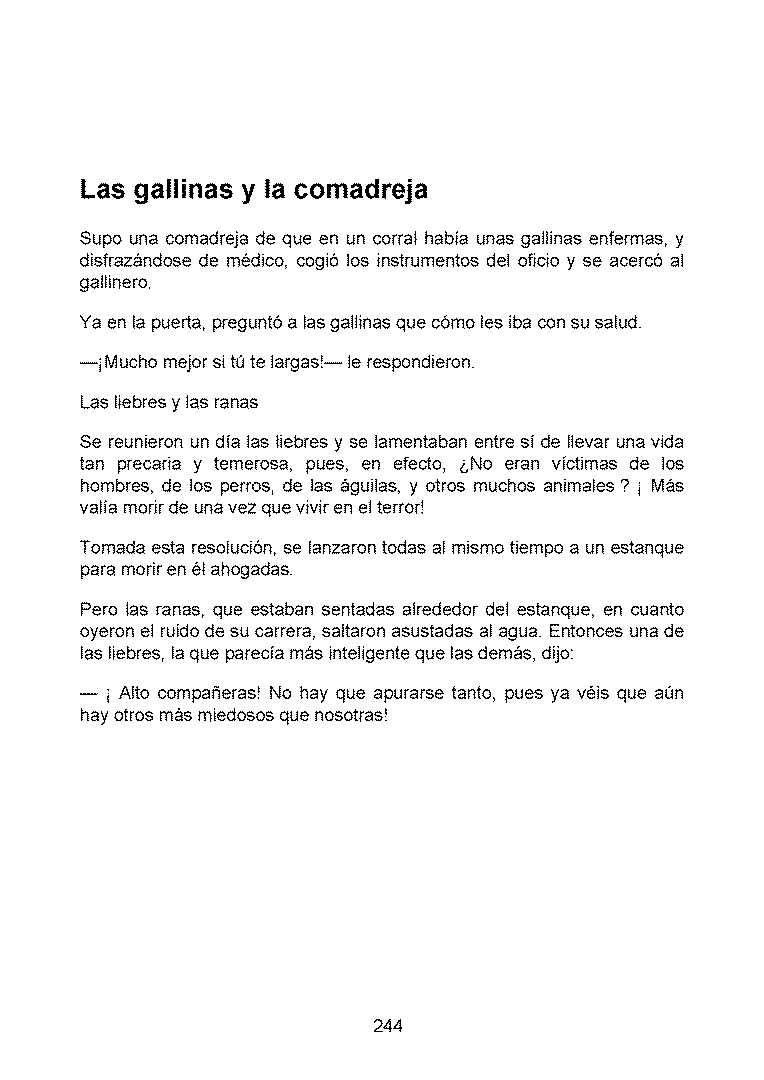 Las gallinas y la comadreja
Supo una comadreja de que en un corral había unas gallinas enfermas, y
disfrazándose de médico, cogió los instrumentos del oficio y se acercó al
gallinero.
Ya en la puerta, preguntó a las gallinas que cómo les iba con su salud.
—¡Mucho mejor si tú te largas!— le respondieron.
Las liebres y las ranas
Se reunieron un día las liebres y se lamentaban entre sí de llevar una vida
tan precaria y temerosa, pues, en efecto, ¿No eran víctimas de los
hombres, de los perros, de las águilas, y otros muchos animales ? ¡ Más
valía morir de una vez que vivir en el terror!
Tomada esta resolución, se lanzaron todas al mismo tiempo a un estanque
para morir en él ahogadas.
Pero las ranas, que estaban sentadas alrededor del estanque, en cuanto
oyeron el ruido de su carrera, saltaron asustadas al agua. Entonces una de
las liebres, la que parecía más inteligente que las demás, dijo:
— ¡ Alto compañeras! No hay que apurarse tanto, pues ya véis que aún
hay otros más miedosos que nosotras!
244